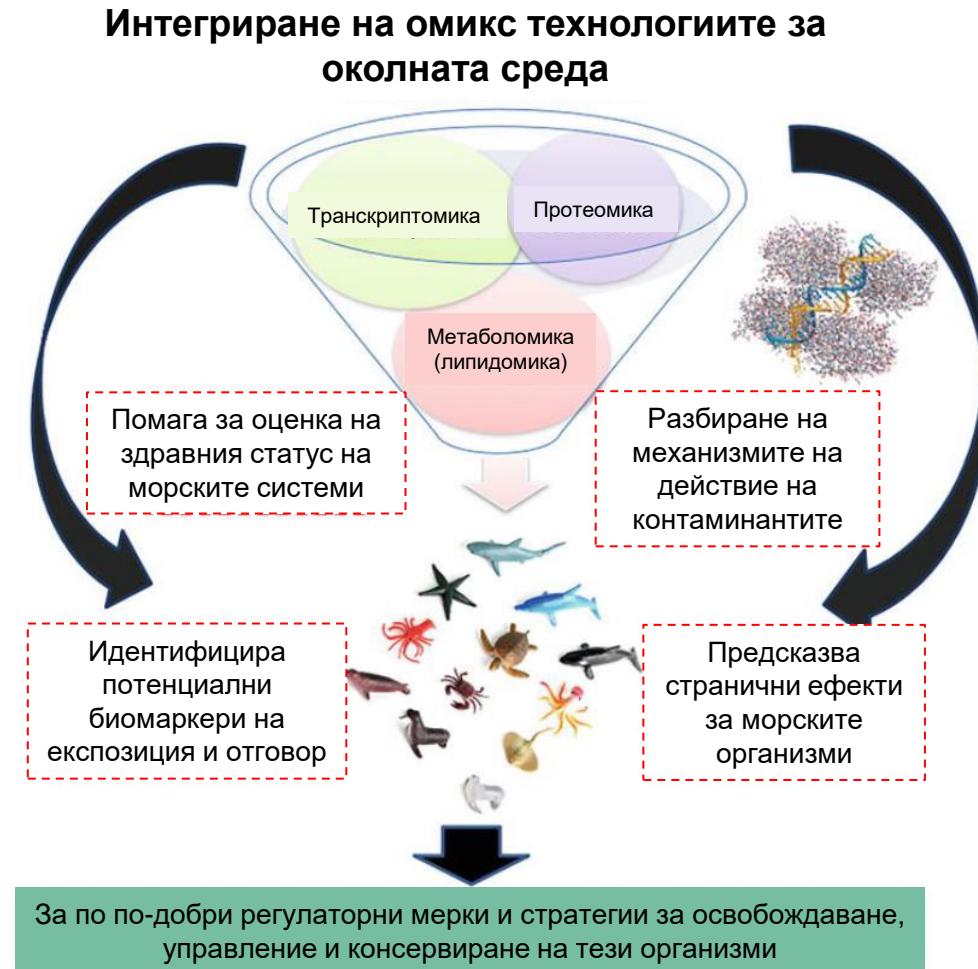 Интегриране на омикс технологиите за
околната среда
Транскриптомика
Протеомика
Метаболомика
(липидомика)
Помага за оценка на
здравния статус на
морските системи
Разбиране на
механизмите на
действие на
контаминантите
Идентифицира
потенциални
биомаркери на
експозиция и отговор
Предсказва
странични ефекти
за морските
организми
За по по-добри регулаторни мерки и стратегии за освобождаване,
управление и консервиране на тези организми